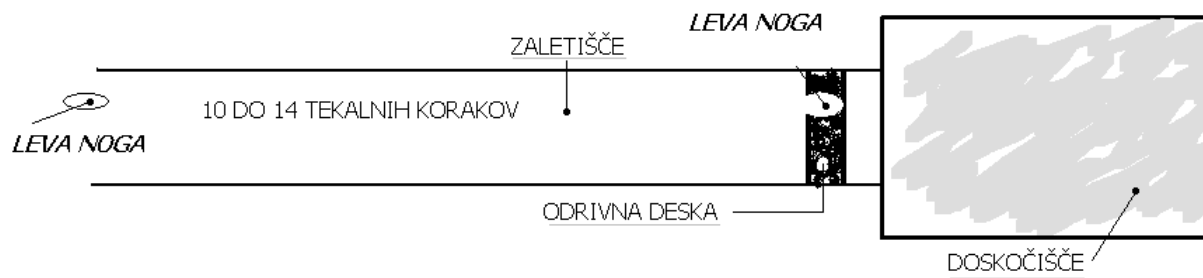 LEVA NOGA
ZALETIŠČE
10 DO 14 TEKALNIH KORAKOV
LEVA NOGA
ODRIVNA DESKA
DOSKOČIŠČE